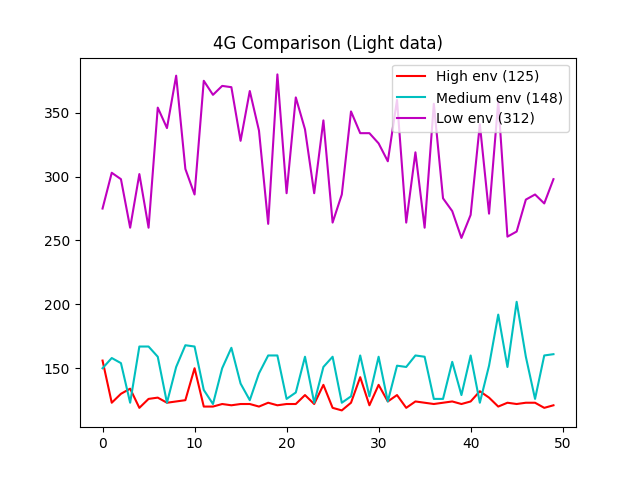 4G Comparison (Light data)
High env (125)
Medium env (148)
Low env (312)
350
300
250
200
150
0 10 20 30 40 50